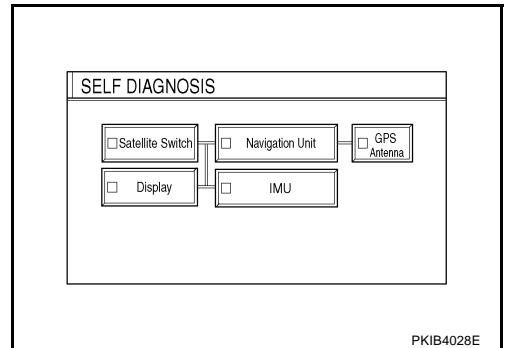 SELF DIAGNOSIS
Satellite Switch
Navigation Unit
GPS
Antenna
Display
IMU
PKIB4028E